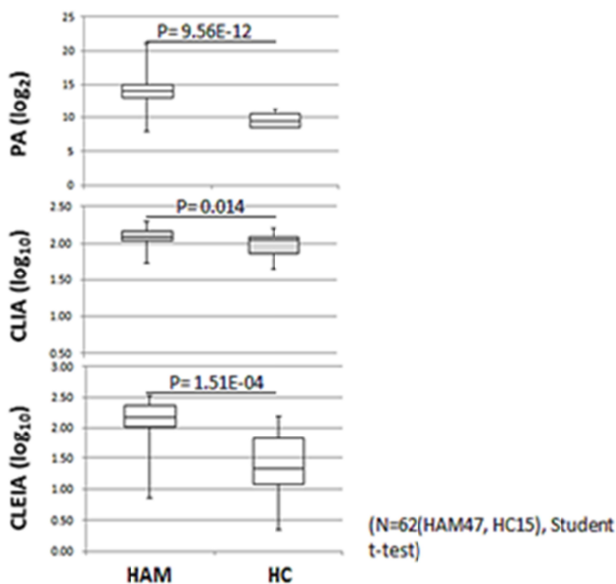 PA (log2)
25
20
15
10
5
0
P= 9.56E-12
CLIA (log10)
2.50
2.00
1.50
1.00
0.50
P= 0.014
CLEIA (log10)
3.00
2.50
2.00
1.50
1.00
0.50
0.00
P= 1.51E-04
HAM HC
(N=62(HAM47, HC15), Student
t-test)